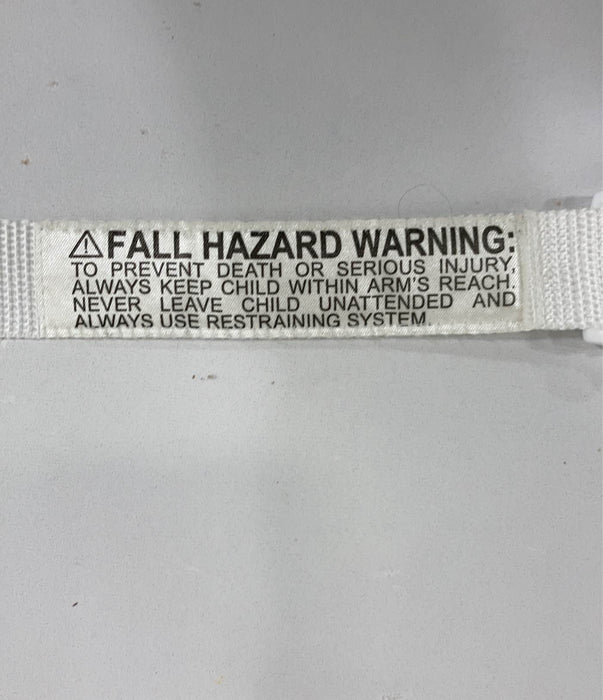 ⚠FALL HAZARD WARNING:
TO PREVENT DEATH OR SERIOUS INJURY,
ALWAYS KEEP CHILD WITHIN ARM'S REACH.
NEVER LEAVE CHILD UNATTENDED AND
ALWAYS USE RESTRAINING SYSTEM